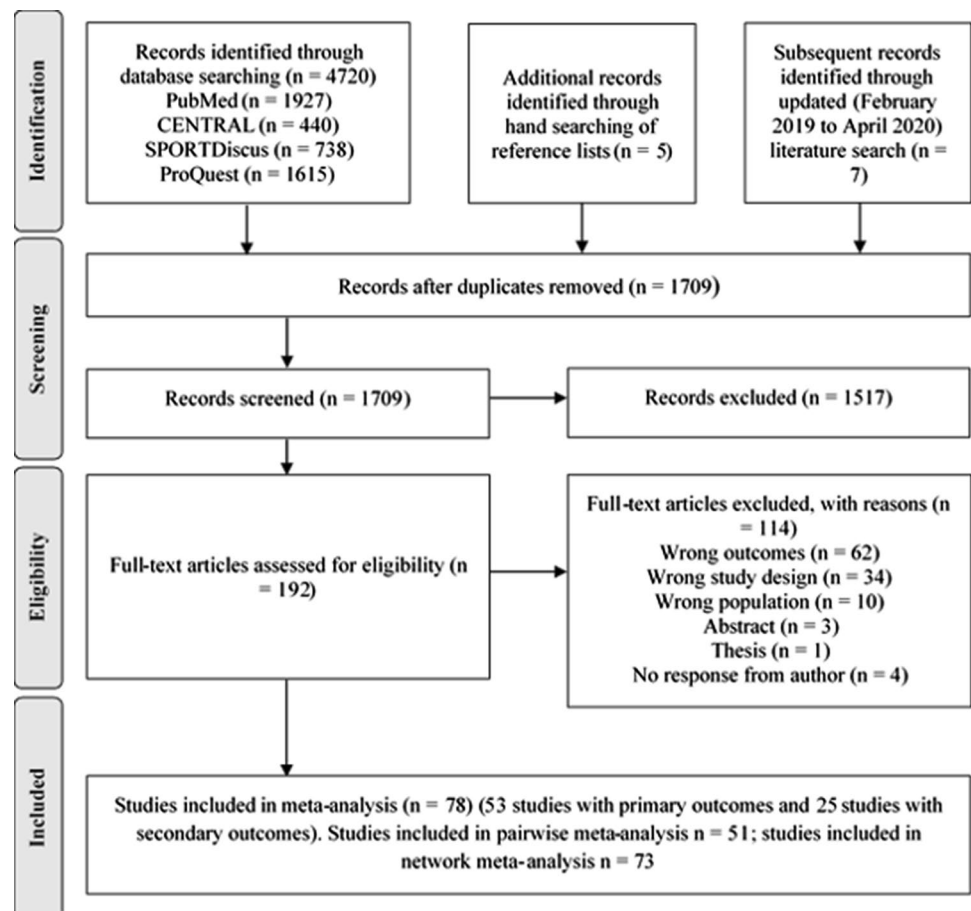 Identification
Records identified through
database searching (n = 4720)
PubMed (n = 1927)
CENTRAL (n = 440)
SPORTDiscus (n = 738)
ProQuest (n = 1615)
Additional records
identified through
hand searching of
reference lists (n = 5)
Subsequent records
identified through
updated (February
2019 to April 2020)
literature search (n =
7)
Screening
Records after duplicates removed (n = 1709)
Records screened (n = 1709)
Records excluded (n = 1517)
Eligibility
Full-text articles assessed for eligibility (n
= 192)
Full-text articles excluded, with reasons (n
= 114)
Wrong outcomes (n = 62)
Wrong study design (n = 34)
Wrong population (n = 10)
Abstract (n = 3)
Thesis (n = 1)
No response from author (n = 4)
Included
Studies included in meta-analysis (n = 78) (53 studies with primary outcomes and 25 studies with
secondary outcomes). Studies included in pairwise meta-analysis n = 51; studies included in
network meta-analysis n = 73